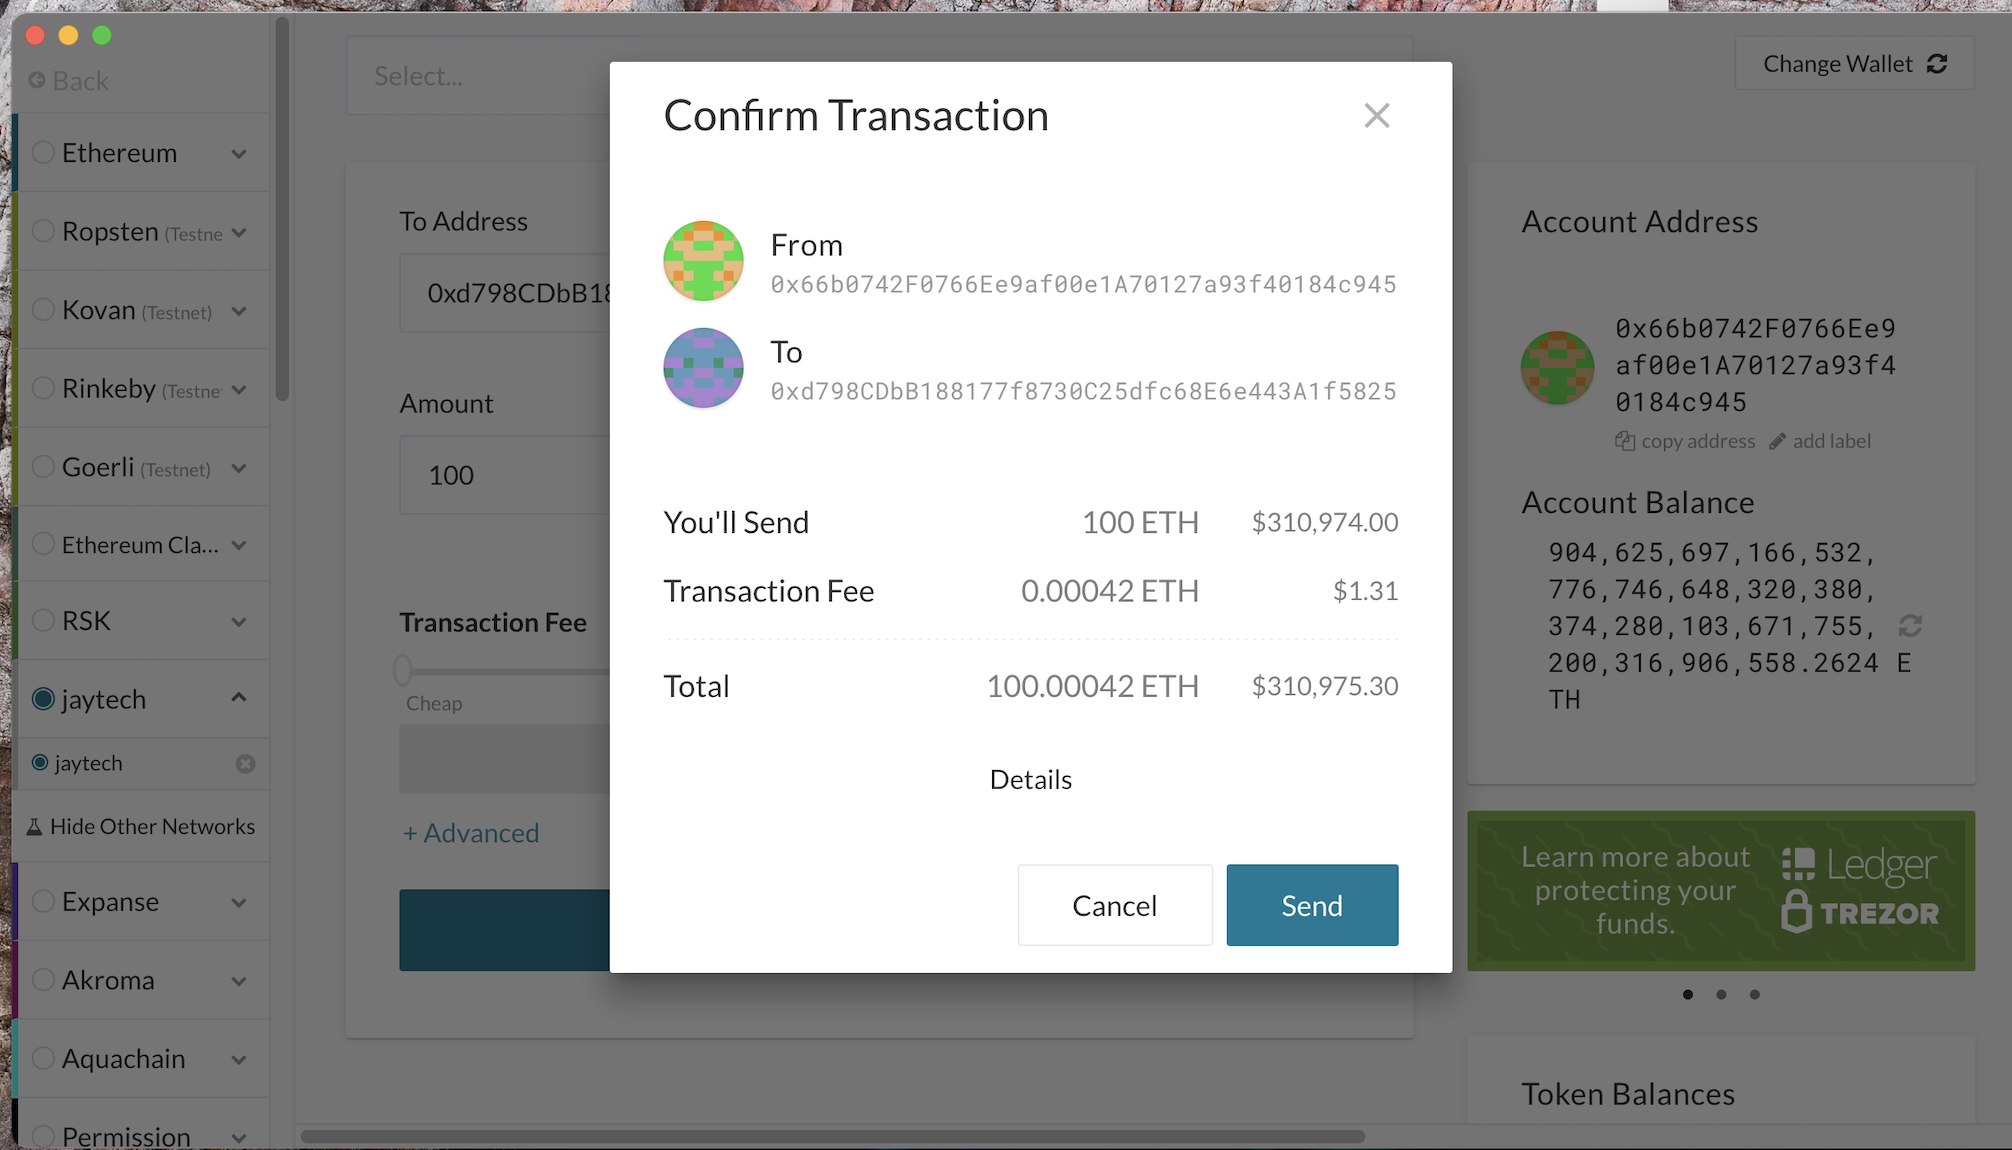 Back
Ethereum
Ropsten (Testne
Kovan (Testnet)
Rinkeby (Testne
Goerli (Testnet)
Ethereum Cla...
RSK
jaytech
jaytech
Hide Other Networks
Expanse
Akroma
Aquachain
Permission
Select...
Change Wallet
To Address
0xd798CDbB18
Amount
100
Transaction Fee
Cheap
+ Advanced
Confirm Transaction
From
0x66b0742F0766Ee9af00e1A70127a93f40184c945
To
0xd798CDbB188177f8730C25dfc68E6e443A1f5825
You'll Send 100 ETH $310,974.00
Transaction Fee 0.00042 ETH $1.31
Total 100.00042 ETH $310,975.30
Details
Cancel Send
Account Address
0x66b0742F0766Ee9
af00e1A70127a93f4
0184c945
copy address add label
Account Balance
904,625,697,166,532,
776,746,648,320,380,
374,280,103,671,755,
200,316,906,558.2624 E
TH
Learn more about
protecting your
funds.
Ledger
TREZOR
Token Balances